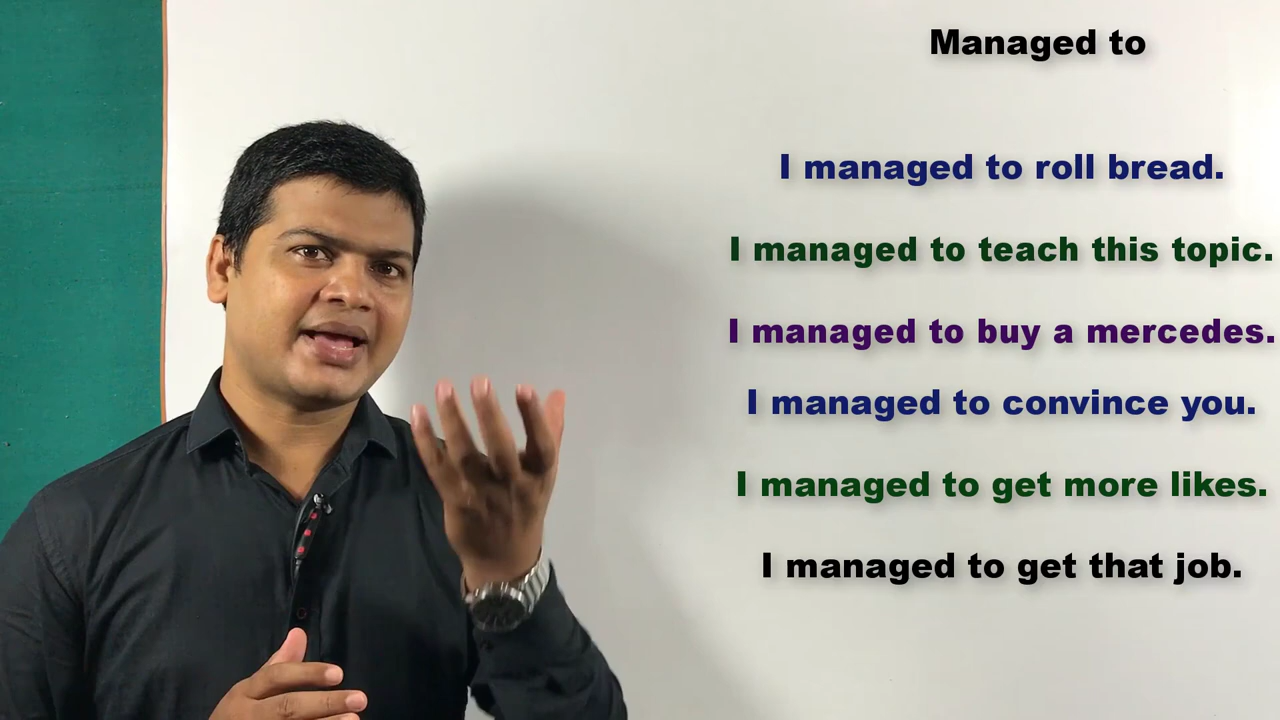 Managed to
I managed to roll bread.
I managed to teach this topic.
I managed to buy a mercedes.
I managed to convince you.
I managed to get more likes.
I managed to get that job.